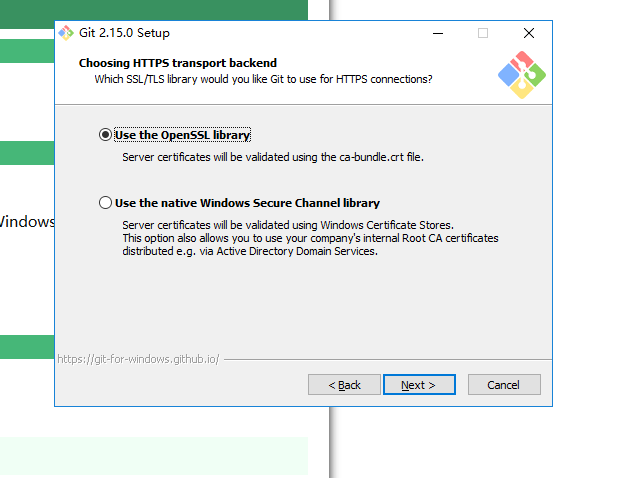 Git 2.15.0 Setup
Choosing HTTPS transport backend
Which SSL/TLS library would you like Git to use for HTTPS connections?
Use the OpenSSL library
Server certificates will be validated using the ca-bundle.crt file.
Use the native Windows Secure Channel library
Windows
Server certificates will be validated using Windows Certificate Stores.
This option also allows you to use your company's internal Root CA certificates
distributed e.g. via Active Directory Domain Services.
https://git-for-windows.github.io/
< Back
Next >
Cancel